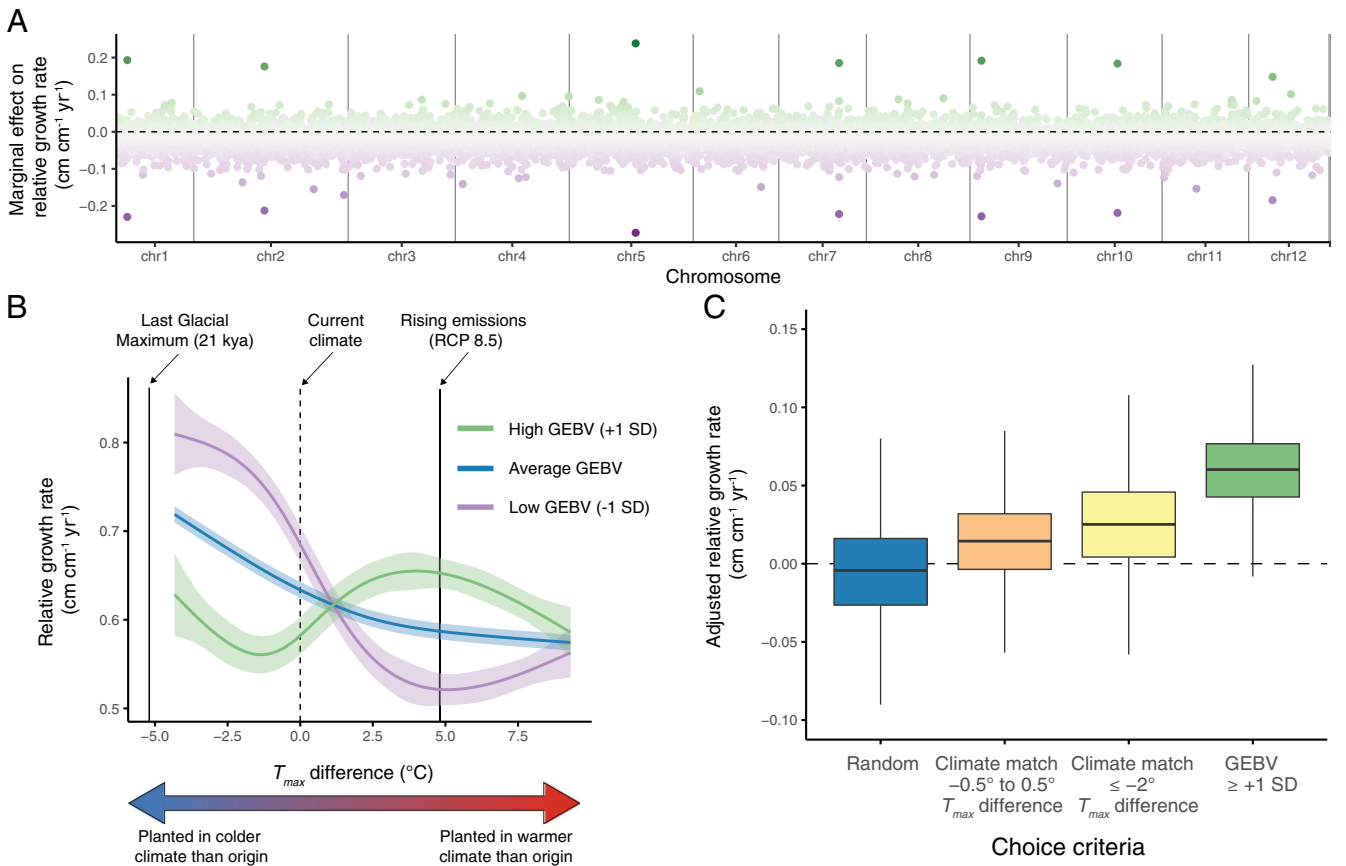 A
Marginal effect on
relative growth rate
(cm cm⁻¹ yr⁻¹)
0.2
0.1
0.0
−0.1
−0.2
chr1 chr2 chr3 chr4 chr5 chr6 chr7 chr8 chr9 chr10 chr11 chr12
Chromosome
B
Last Glacial
Maximum (21 kya)
Current
climate
Rising emissions
(RCP 8.5)
High GEBV (+1 SD)
Average GEBV
Low GEBV (-1 SD)
Relative growth rate
(cm cm⁻¹ yr⁻¹)
0.8
0.7
0.6
0.5
−5.0 −2.5 0.0 2.5 5.0 7.5
Tmax difference (°C)
Planted in colder
climate than origin
Planted in warmer
climate than origin
C
Adjusted relative growth rate
(cm cm⁻¹ yr⁻¹)
0.15
0.10
0.05
0.00
−0.05
−0.10
Random
Climate match
−0.5° to 0.5°
Tmax difference
Climate match
≤ −2°
Tmax difference
GEBV
≥ +1 SD
Choice criteria